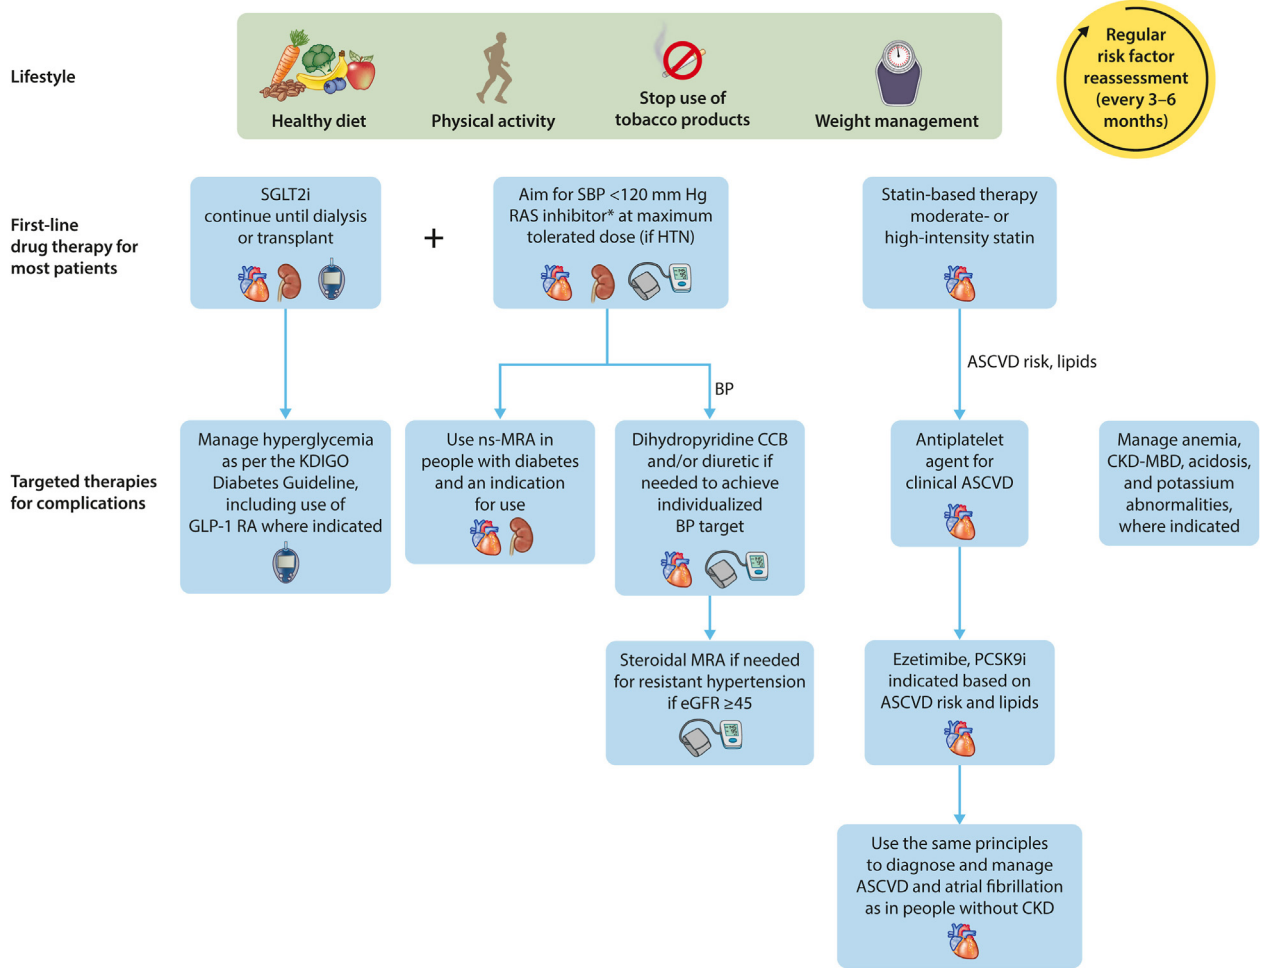 Lifestyle
Healthy diet
Physical activity
Stop use of
tobacco products
Weight management
Regular
risk factor
reassessment
(every 3–6
months)
First-line
drug therapy for
most patients
SGLT2i
continue until dialysis
or transplant
+
Aim for SBP <120 mm Hg
RAS inhibitor* at maximum
tolerated dose (if HTN)
Statin-based therapy
moderate- or
high-intensity statin
BP
ASCVD risk, lipids
Targeted therapies
for complications
Manage hyperglycemia
as per the KDIGO
Diabetes Guideline,
including use of
GLP-1 RA where indicated
Use ns-MRA in
people with diabetes
and an indication
for use
Dihydropyridine CCB
and/or diuretic if
needed to achieve
individualized
BP target
Antiplatelet
agent for
clinical ASCVD
Manage anemia,
CKD-MBD, acidosis,
and potassium
abnormalities,
where indicated
Steroidal MRA if needed
for resistant hypertension
if eGFR ≥45
Ezetimibe, PCSK9i
indicated based on
ASCVD risk and lipids
Use the same principles
to diagnose and manage
ASCVD and atrial fibrillation
as in people without CKD